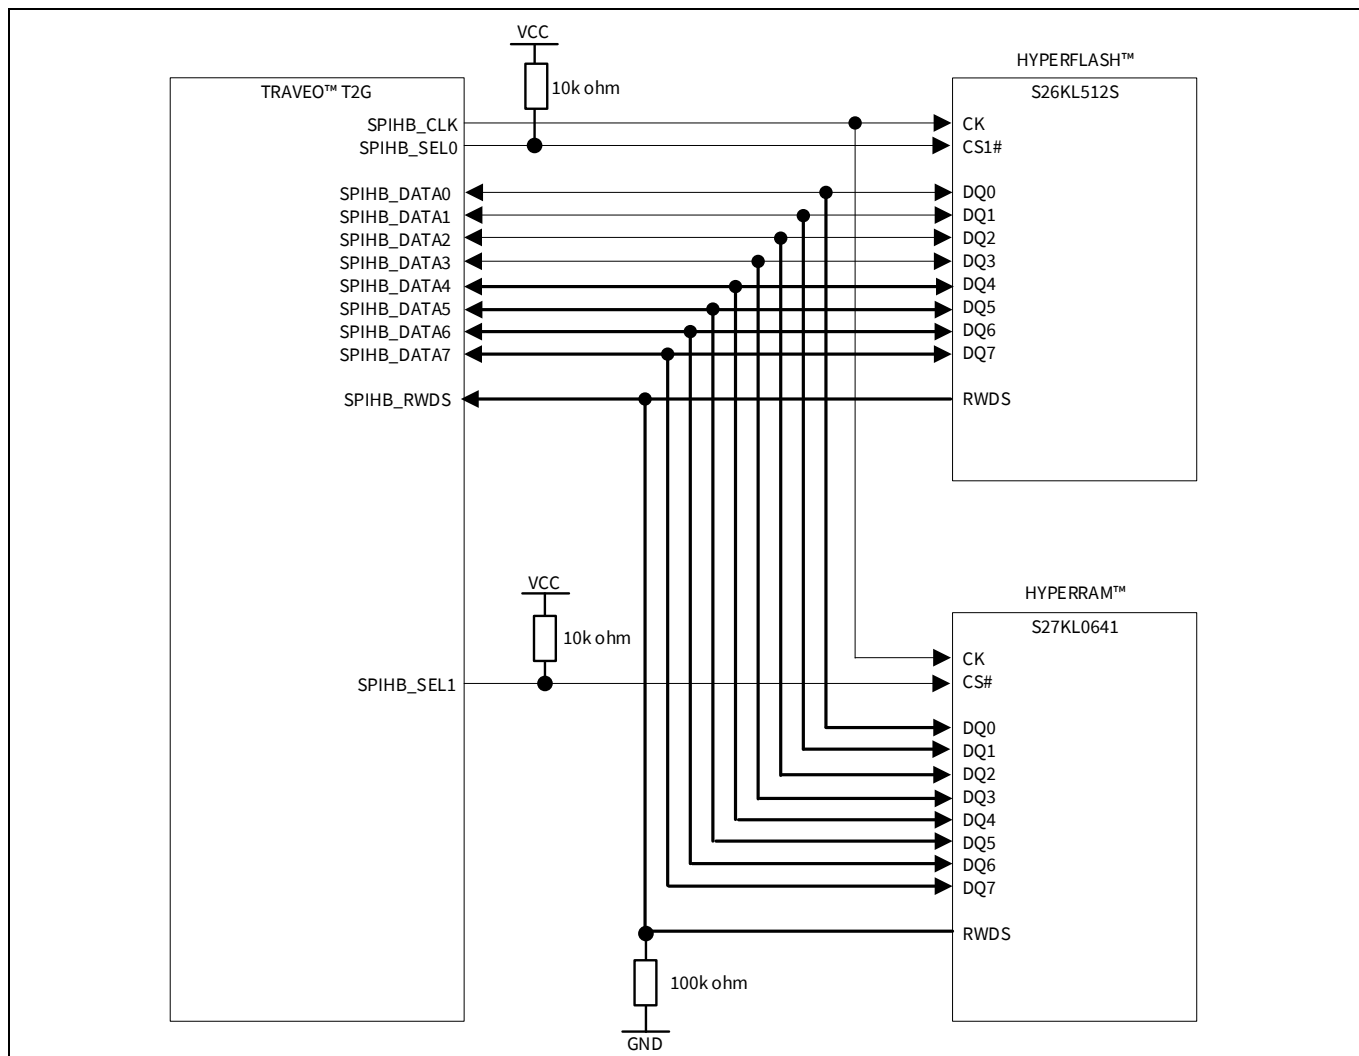 VCC
10k ohm
TRAVEO™ T2G
SPIHB_CLK
SPIHB_SEL0
SPIHB_DATA0
SPIHB_DATA1
SPIHB_DATA2
SPIHB_DATA3
SPIHB_DATA4
SPIHB_DATA5
SPIHB_DATA6
SPIHB_DATA7
SPIHB_RWDS
SPIHB_SEL1
HYPERFLASH™
S26KL512S
CK
CS1#
DQ0
DQ1
DQ2
DQ3
DQ4
DQ5
DQ6
DQ7
RWDS
VCC
10k ohm
HYPERRAM™
S27KL0641
CK
CS#
DQ0
DQ1
DQ2
DQ3
DQ4
DQ5
DQ6
DQ7
RWDS
100k ohm
GND